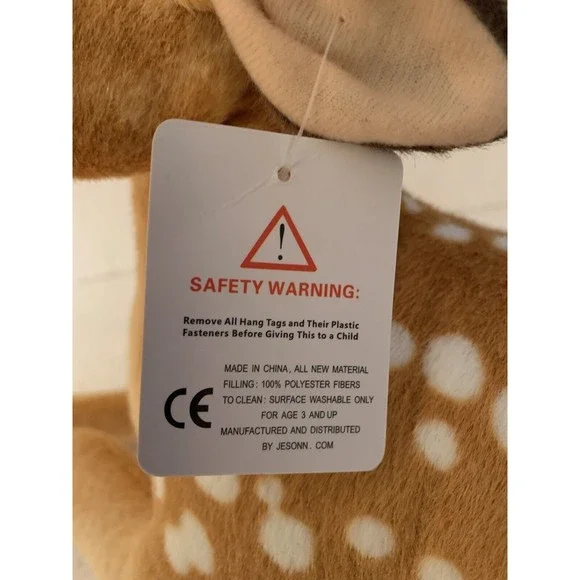 !
SAFETY WARNING:
Remove All Hang Tags and Their Plastic
Fasteners Before Giving This to a Child
MADE IN CHINA, ALL NEW MATERIAL
FILLING: 100% POLYESTER FIBERS
TO CLEAN: SURFACE WASHABLE ONLY
FOR AGE 3 AND UP
MANUFACTURED AND DISTRIBUTED
BY JESONN. COM
CE